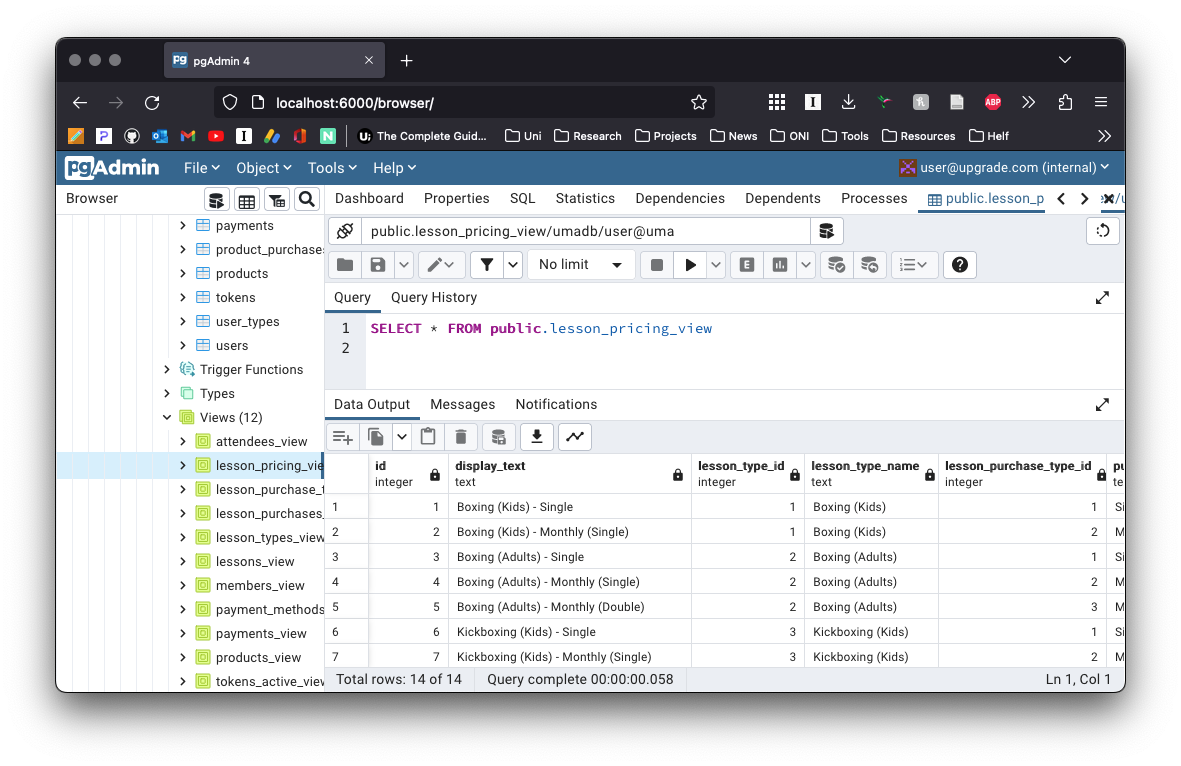 pg pgAdmin 4
localhost:6000/browser/
I
ABP
I
N
U; The Complete Guid...
Uni
Research
Projects
News
ONI
Tools
Resources
Helf
pgAdmin
File
Object
Tools
Help
user@upgrade.com (internal)
Browser
Dashboard
Properties
SQL
Statistics
Dependencies
Dependents
Processes
public.lesson_p
payments
product_purchase
products
tokens
user_types
users
Trigger Functions
Types
Views (12)
attendees_view
lesson_pricing_vie
lesson_purchase_t
lesson_purchases_
lesson_types_view
lessons_view
members_view
payment_methods
payments_view
products_view
tokens_active_view
public.lesson_pricing_view/umadb/user@uma
No limit
E
Query
Query History
1 SELECT * FROM public.lesson_pricing_view
2
Data Output
Messages
Notifications
id integer
display_text text
lesson_type_id integer
lesson_type_name text
lesson_purchase_type_id integer
pu te
1 1 Boxing (Kids) - Single 1 Boxing (Kids) 1 Si
2 2 Boxing (Kids) - Monthly (Single) 1 Boxing (Kids) 2 M
3 3 Boxing (Adults) - Single 2 Boxing (Adults) 1 Si
4 4 Boxing (Adults) - Monthly (Single) 2 Boxing (Adults) 2 M
5 5 Boxing (Adults) - Monthly (Double) 2 Boxing (Adults) 3 M
6 6 Kickboxing (Kids) - Single 3 Kickboxing (Kids) 1 Si
7 7 Kickboxing (Kids) - Monthly (Single) 3 Kickboxing (Kids) 2 M
Total rows: 14 of 14
Query complete 00:00:00.058
Ln 1, Col 1